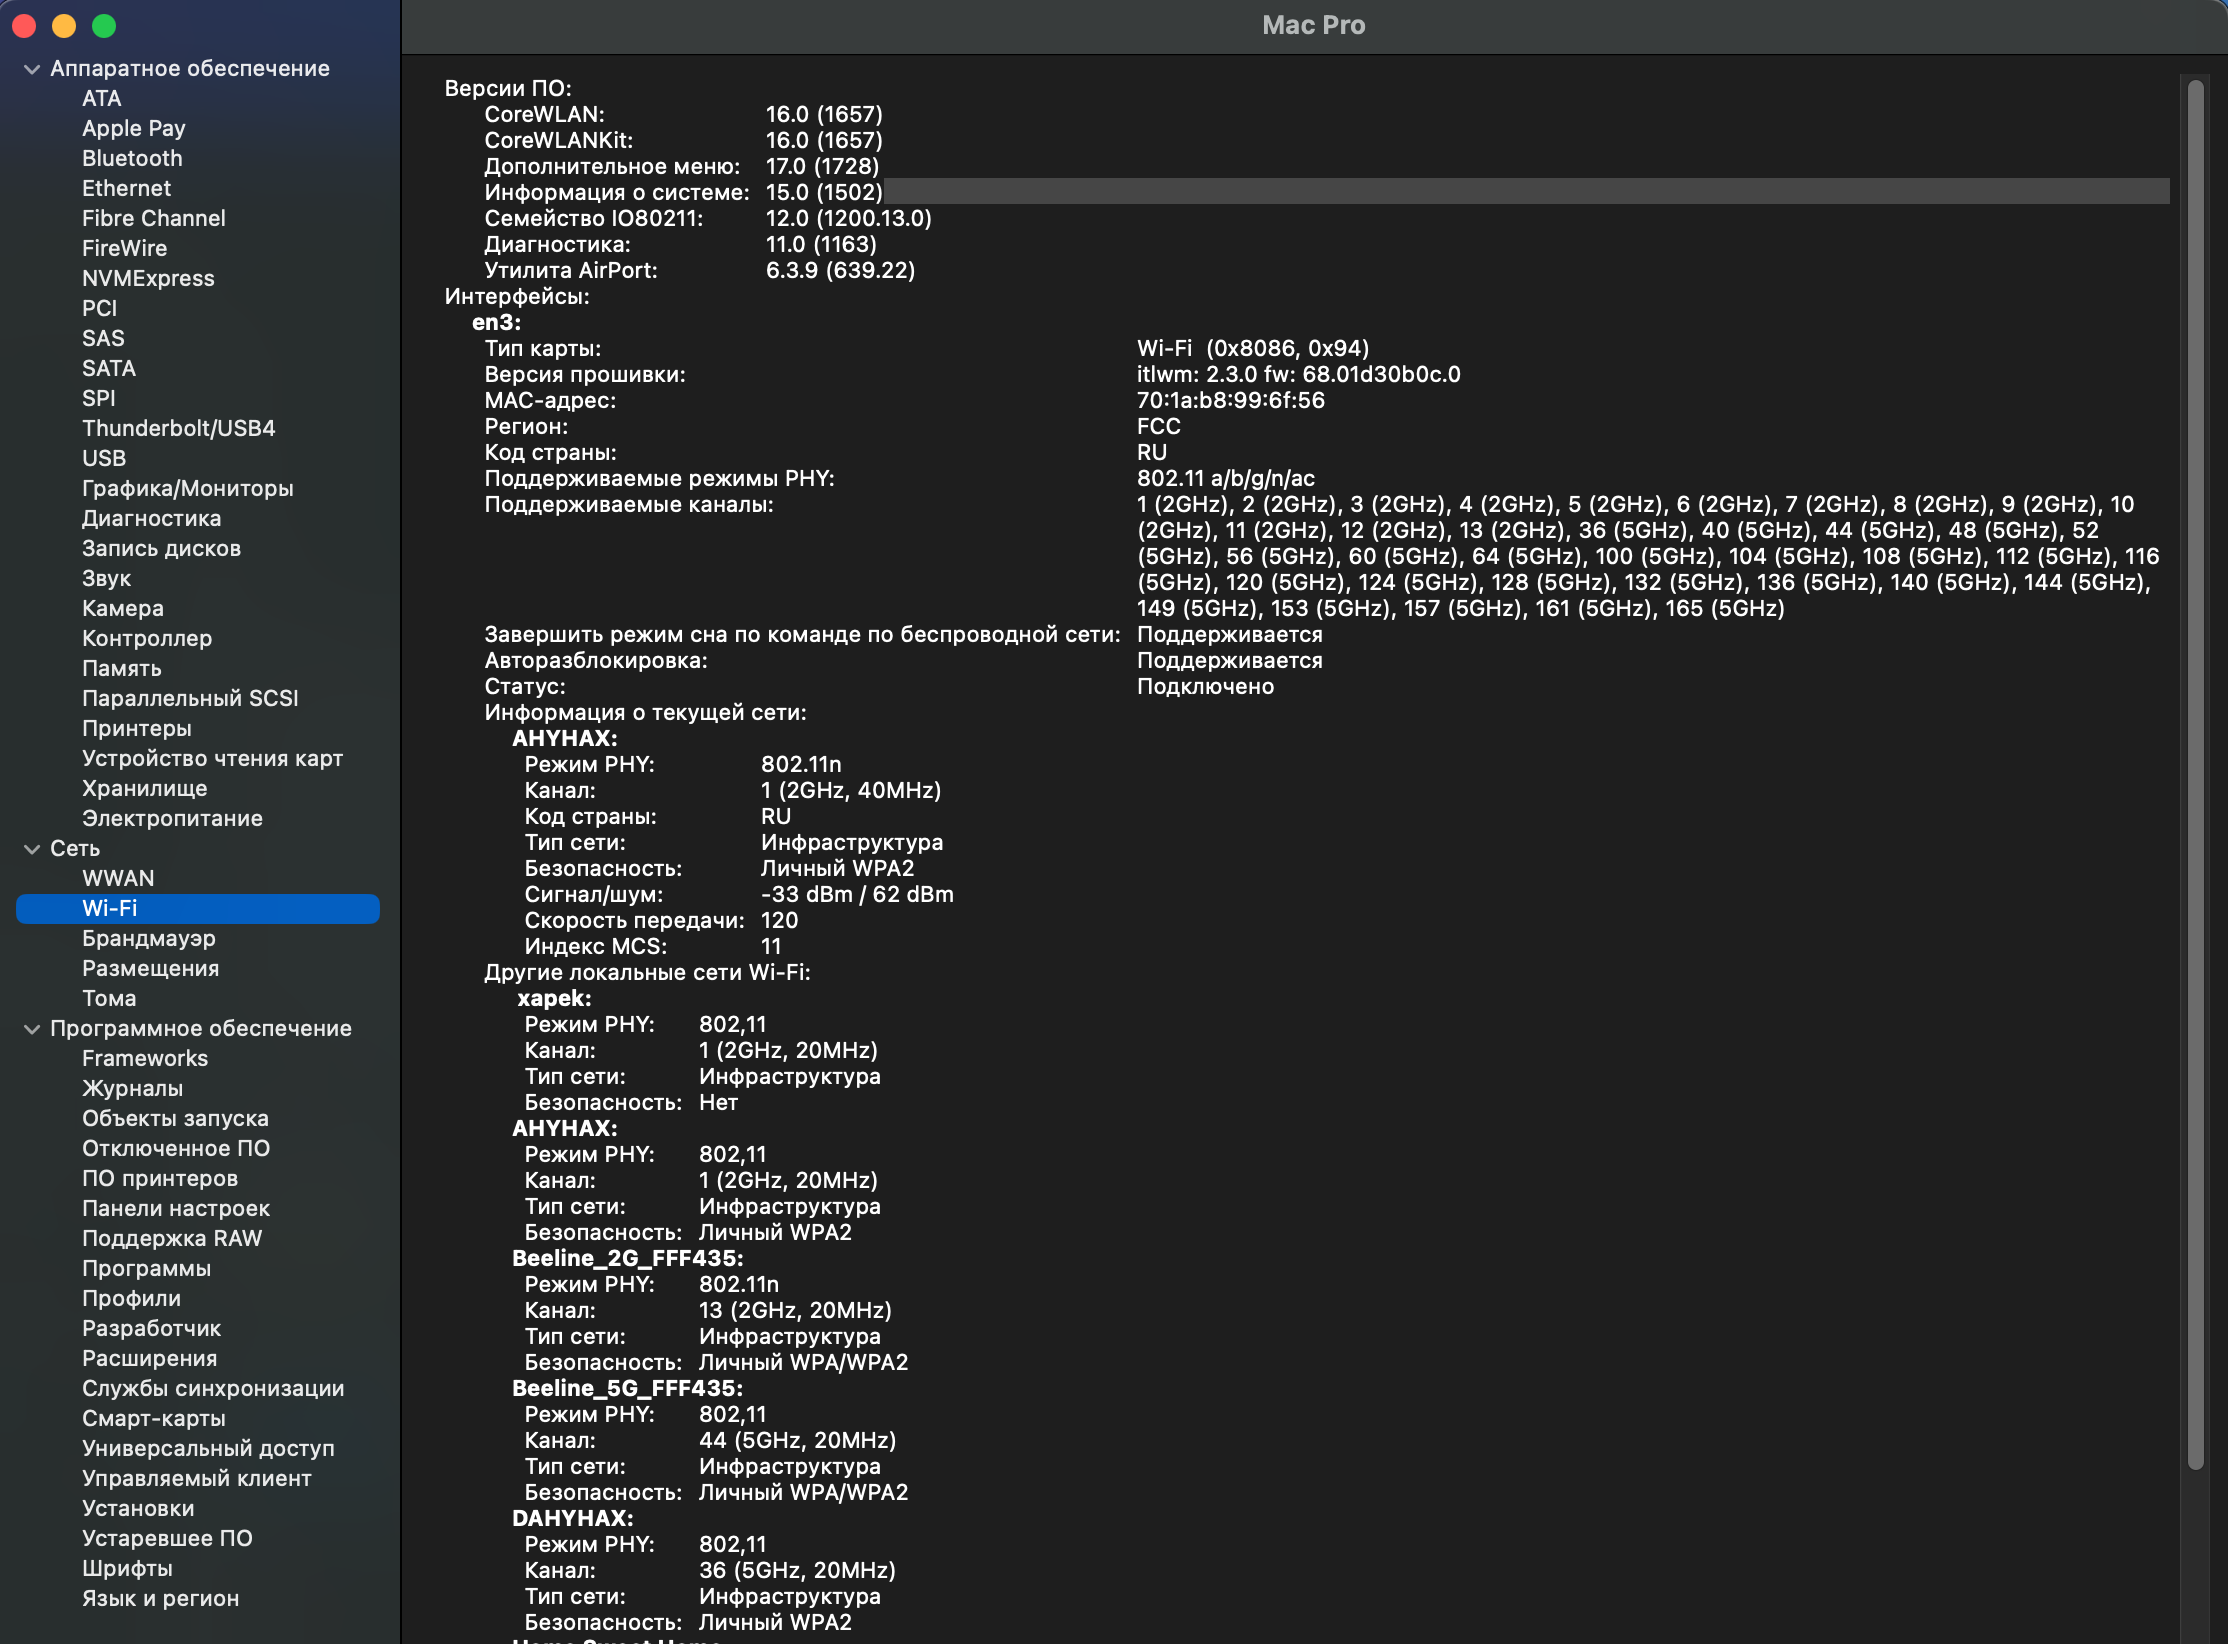 Mac Pro
Аппаратное обеспечение
ATA
Apple Pay
Bluetooth
Ethernet
Fibre Channel
FireWire
NVMExpress
PCI
SAS
SATA
SPI
Thunderbolt/USB4
USB
Графика/Мониторы
Диагностика
Запись дисков
Звук
Камера
Контроллер
Память
Параллельный SCSI
Принтеры
Устройство чтения карт
Хранилище
Электропитание
Сеть
WWAN
Wi-Fi
Брандмауэр
Размещения
Тома
Программное обеспечение
Frameworks
Журналы
Объекты запуска
Отключенное ПО
ПО принтеров
Панели настроек
Поддержка RAW
Программы
Профили
Разработчик
Расширения
Службы синхронизации
Смарт-карты
Универсальный доступ
Управляемый клиент
Установки
Устаревшее ПО
Шрифты
Язык и регион
Версии ПО:
CoreWLAN: 16.0 (1657)
CoreWLANKit: 16.0 (1657)
Дополнительное меню: 17.0 (1728)
Информация о системе: 15.0 (1502)
Семейство IO80211: 12.0 (1200.13.0)
Диагностика: 11.0 (1163)
Утилита AirPort: 6.3.9 (639.22)
Интерфейсы:
en3:
Тип карты: Wi-Fi (0x8086, 0x94)
Версия прошивки: itlwm: 2.3.0 fw: 68.01d30b0c.0
MAC-адрес: 70:1a:b8:99:6f:56
Регион: FCC
Код страны: RU
Поддерживаемые режимы PHY: 802.11 a/b/g/n/ac
Поддерживаемые каналы: 1 (2GHz), 2 (2GHz), 3 (2GHz), 4 (2GHz), 5 (2GHz), 6 (2GHz), 7 (2GHz), 8 (2GHz), 9 (2GHz), 10
(2GHz), 11 (2GHz), 12 (2GHz), 13 (2GHz), 36 (5GHz), 40 (5GHz), 44 (5GHz), 48 (5GHz), 52
(5GHz), 56 (5GHz), 60 (5GHz), 64 (5GHz), 100 (5GHz), 104 (5GHz), 108 (5GHz), 112 (5GHz), 116
(5GHz), 120 (5GHz), 124 (5GHz), 128 (5GHz), 132 (5GHz), 136 (5GHz), 140 (5GHz), 144 (5GHz),
149 (5GHz), 153 (5GHz), 157 (5GHz), 161 (5GHz), 165 (5GHz)
Завершить режим сна по команде по беспроводной сети: Поддерживается
Авторазблокировка: Поддерживается
Статус: Подключено
Информация о текущей сети:
AHYHAX:
Режим PHY: 802.11n
Канал: 1 (2GHz, 40MHz)
Код страны: RU
Тип сети: Инфраструктура
Безопасность: Личный WPA2
Сигнал/шум: -33 dBm / 62 dBm
Скорость передачи: 120
Индекс MCS: 11
Другие локальные сети Wi-Fi:
xapek:
Режим PHY: 802,11
Канал: 1 (2GHz, 20MHz)
Тип сети: Инфраструктура
Безопасность: Нет
AHYHAX:
Режим PHY: 802,11
Канал: 1 (2GHz, 20MHz)
Тип сети: Инфраструктура
Безопасность: Личный WPA2
Beeline_2G_FFF435:
Режим PHY: 802.11n
Канал: 13 (2GHz, 20MHz)
Тип сети: Инфраструктура
Безопасность: Личный WPA/WPA2
Beeline_5G_FFF435:
Режим PHY: 802,11
Канал: 44 (5GHz, 20MHz)
Тип сети: Инфраструктура
Безопасность: Личный WPA/WPA2
DAHYHAX:
Режим PHY: 802,11
Канал: 36 (5GHz, 20MHz)
Тип сети: Инфраструктура
Безопасность: Личный WPA2